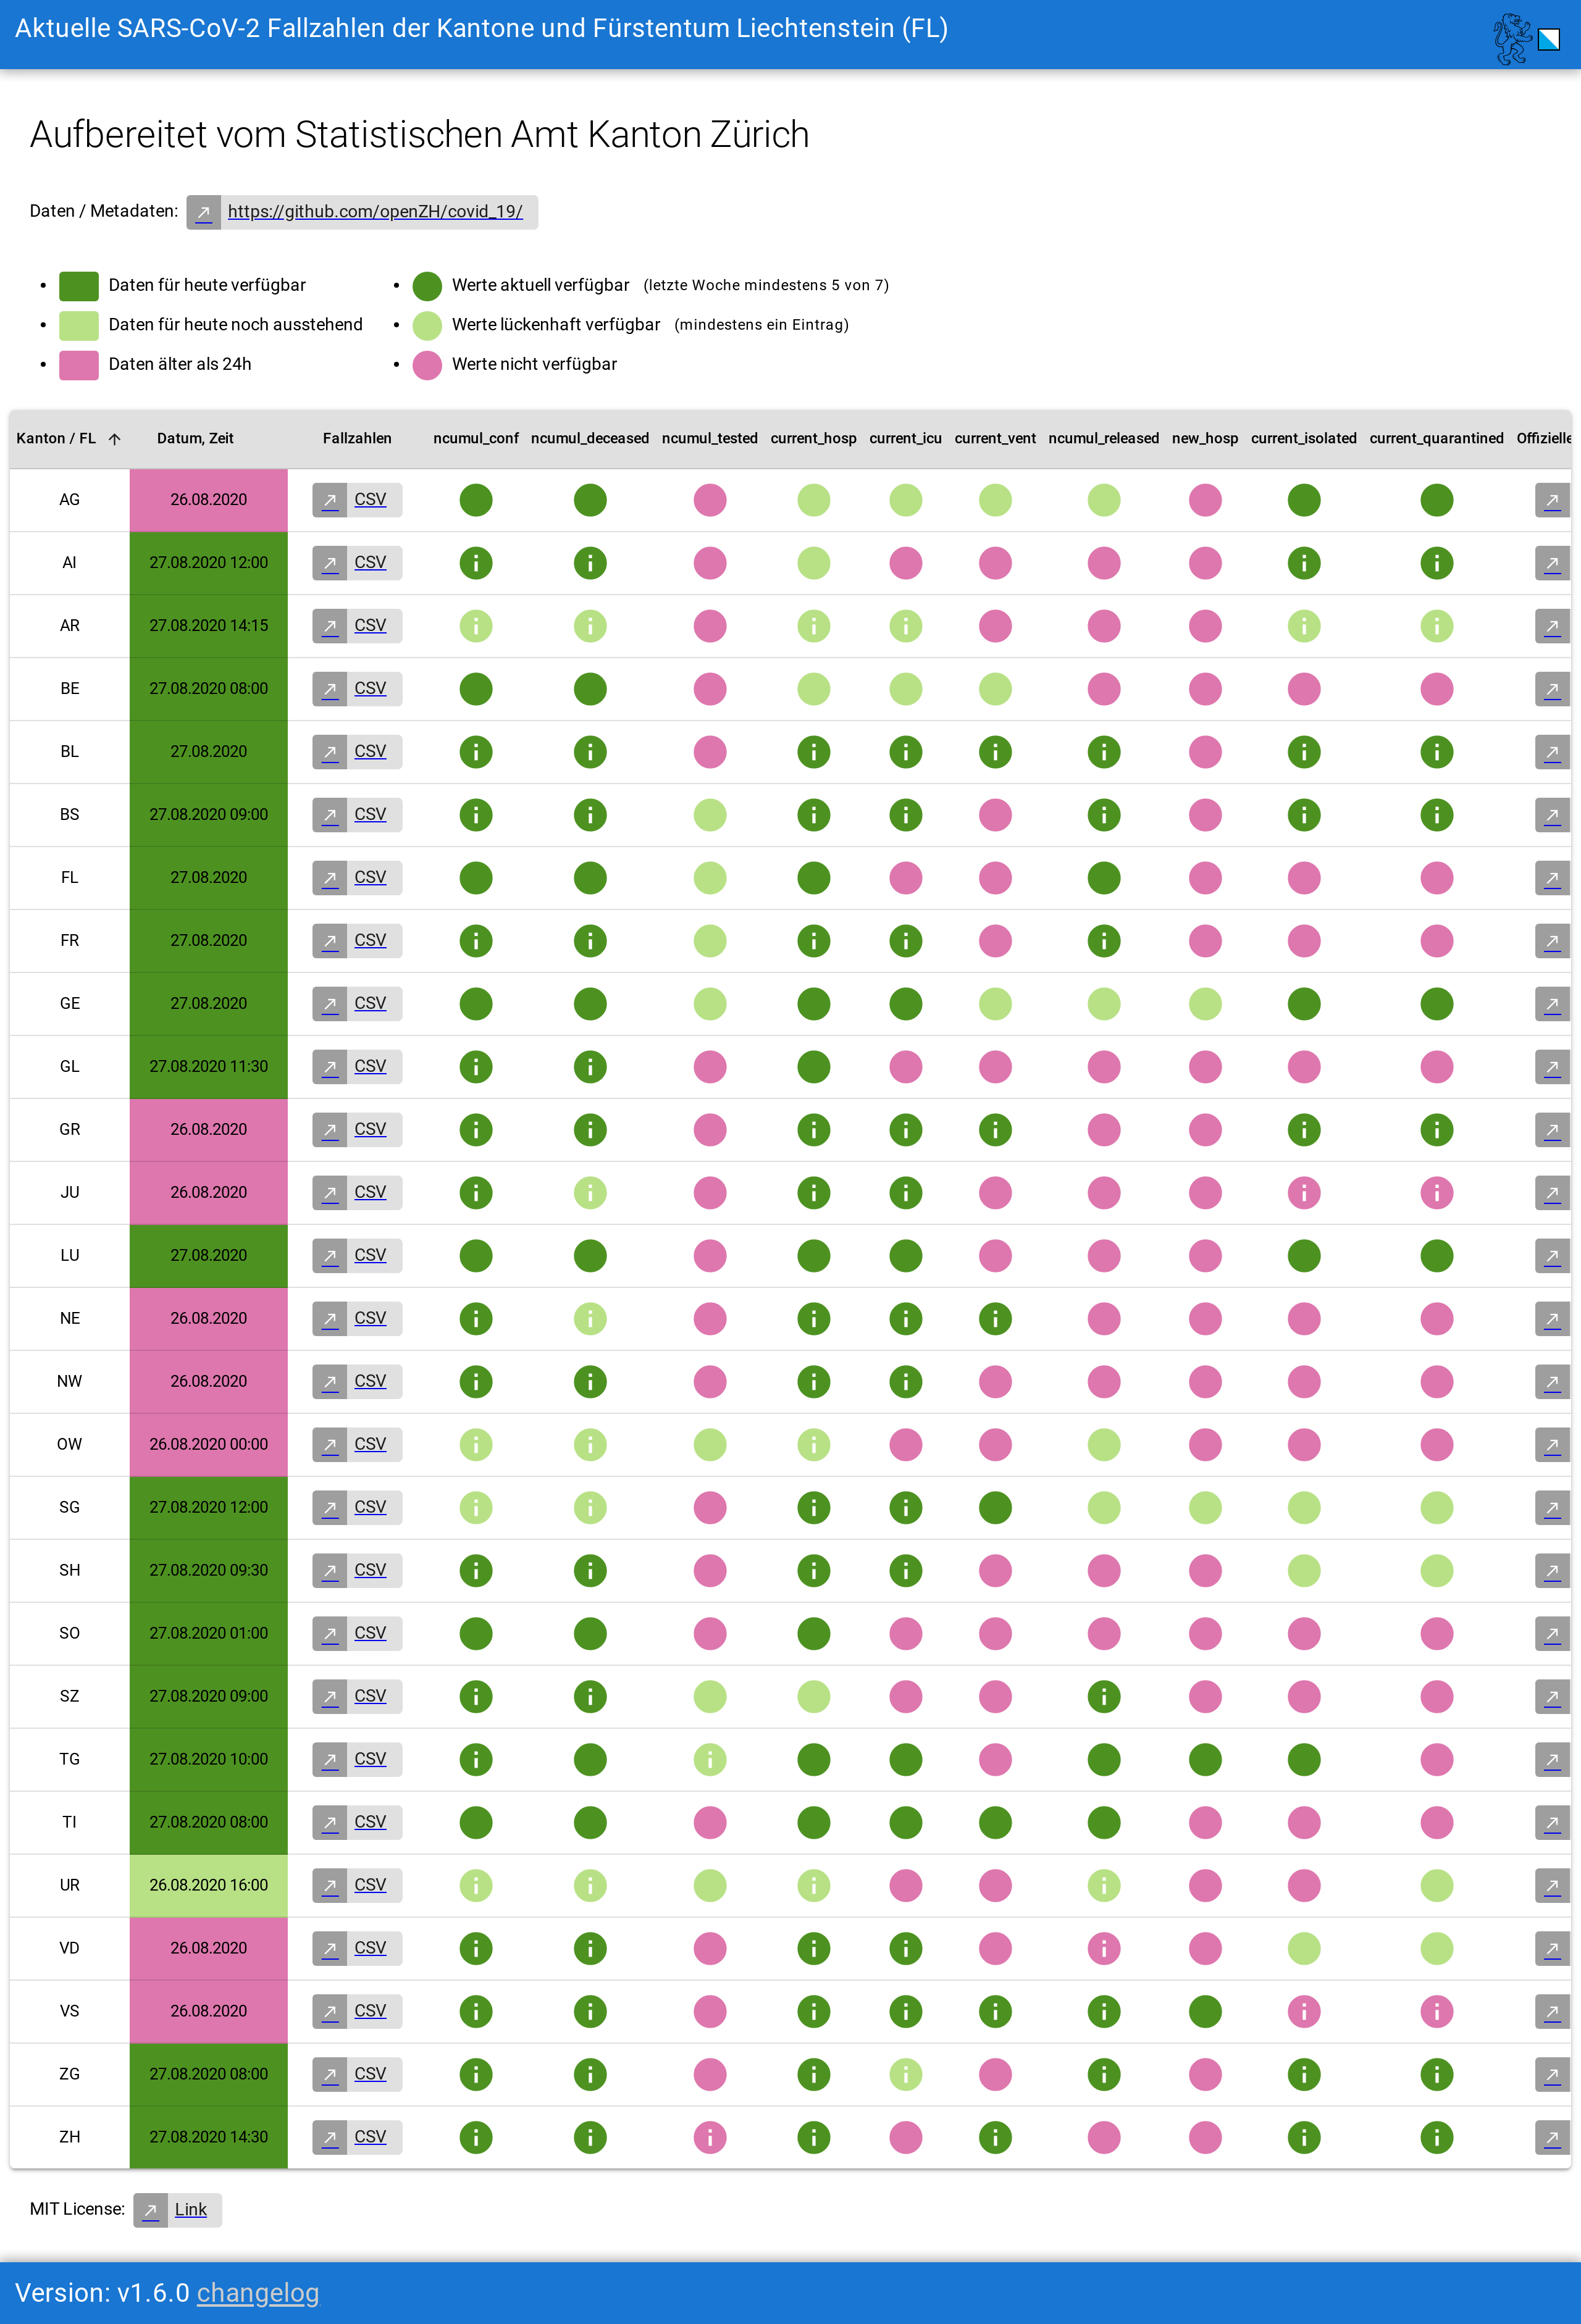 Aktuelle SARS-CoV-2 Fallzahlen der Kantone und Fürstentum Liechtenstein (FL)
Aufbereitet vom Statistischen Amt Kanton Zürich
Daten / Metadaten: https://github.com/openZH/covid_19/
Daten für heute verfügbar
Daten für heute noch ausstehend
Daten älter als 24h
Werte aktuell verfügbar (letzte Woche mindestens 5 von 7)
Werte lückenhaft verfügbar (mindestens ein Eintrag)
Werte nicht verfügbar
Kanton / FL Datum, Zeit Fallzahlen ncumul_conf ncumul_deceased ncumul_tested current_hosp current_icu current_vent ncumul_released new_hosp current_isolated current_quarantined Offizielle
AG 26.08.2020 CSV
AI 27.08.2020 12:00 CSV
AR 27.08.2020 14:15 CSV
BE 27.08.2020 08:00 CSV
BL 27.08.2020 CSV
BS 27.08.2020 09:00 CSV
FL 27.08.2020 CSV
FR 27.08.2020 CSV
GE 27.08.2020 CSV
GL 27.08.2020 11:30 CSV
GR 26.08.2020 CSV
JU 26.08.2020 CSV
LU 27.08.2020 CSV
NE 26.08.2020 CSV
NW 26.08.2020 CSV
OW 26.08.2020 00:00 CSV
SG 27.08.2020 12:00 CSV
SH 27.08.2020 09:30 CSV
SO 27.08.2020 01:00 CSV
SZ 27.08.2020 09:00 CSV
TG 27.08.2020 10:00 CSV
TI 27.08.2020 08:00 CSV
UR 26.08.2020 16:00 CSV
VD 26.08.2020 CSV
VS 26.08.2020 CSV
ZG 27.08.2020 08:00 CSV
ZH 27.08.2020 14:30 CSV
MIT License: Link
Version: v1.6.0 changelog